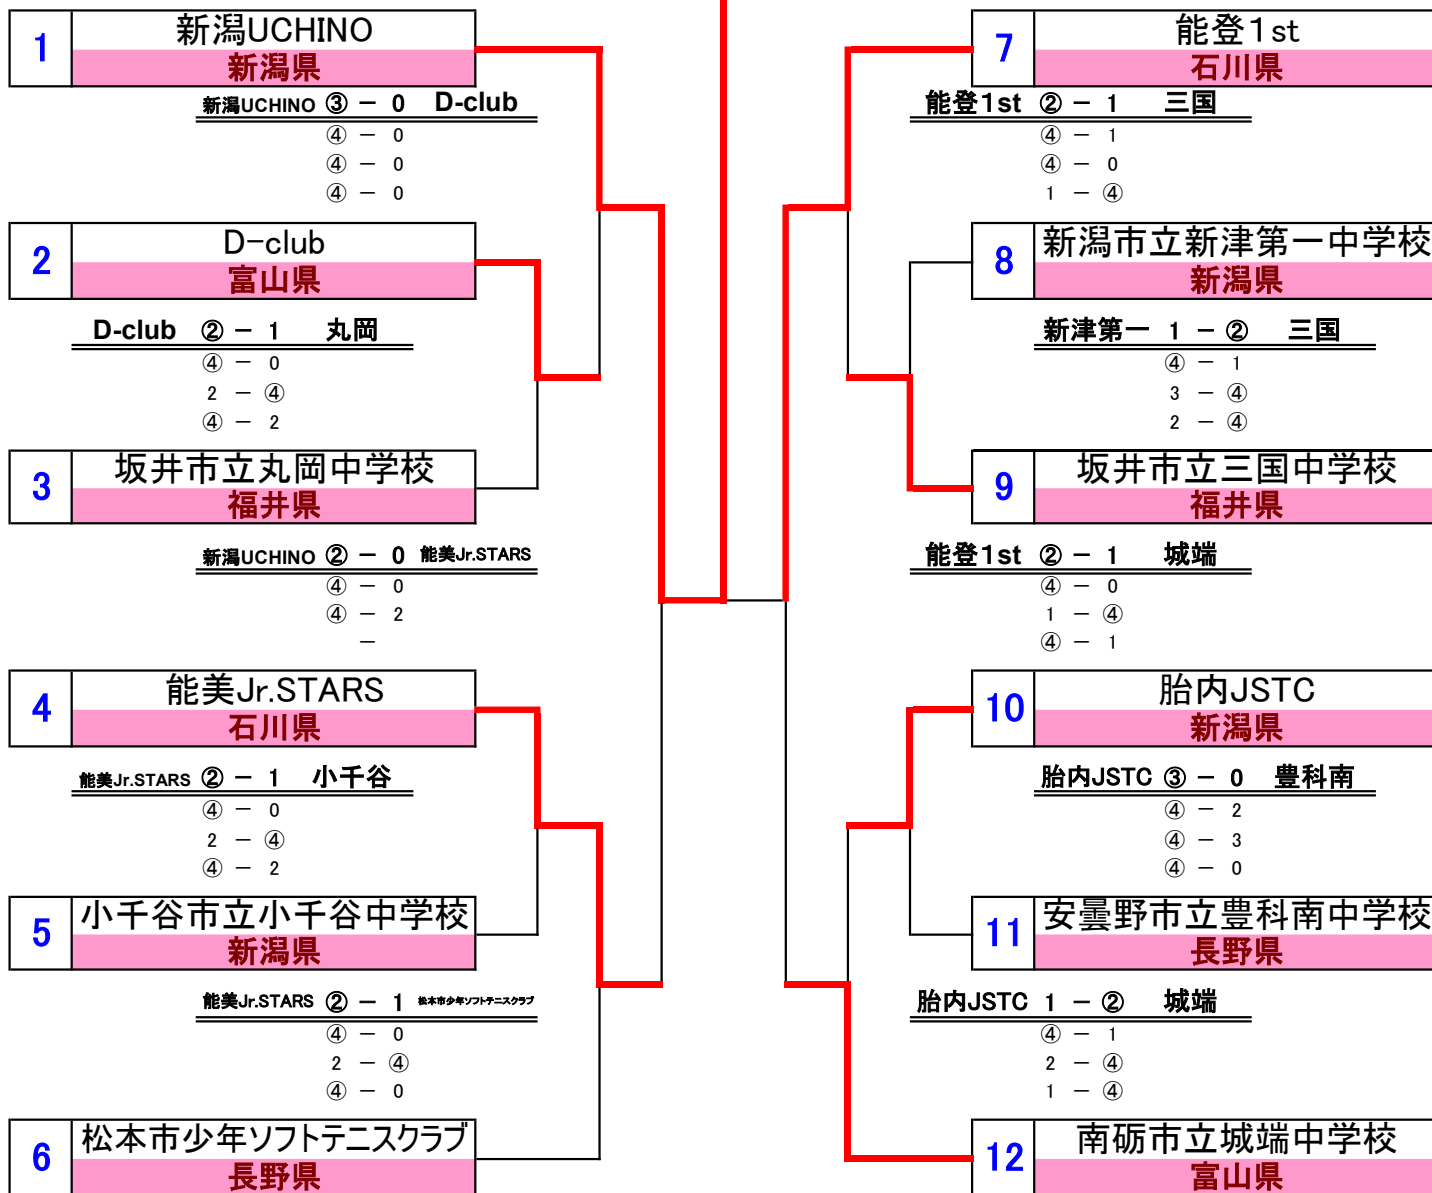 1
新潟UCHINO
新潟県
新潟UCHINO ③ － 0 D-club
④ － 0
④ － 0
④ － 0
2
D-club
富山県
D-club ② － 1 丸岡
④ － 0
2 － ④
④ － 2
3
坂井市立丸岡中学校
福井県
新潟UCHINO ② － 0 能美Jr.STARS
④ － 0
④ － 2
－
4
能美Jr.STARS
石川県
能美Jr.STARS ② － 1 小千谷
④ － 0
2 － ④
④ － 2
5
小千谷市立小千谷中学校
新潟県
能美Jr.STARS ② － 1 松本市少年ソフトテニスクラブ
④ － 0
2 － ④
④ － 0
6
松本市少年ソフトテニスクラブ
長野県
7
能登1st
石川県
能登1st ② － 1 三国
④ － 1
④ － 0
1 － ④
8
新潟市立新津第一中学校
新潟県
新津第一 1 － ② 三国
④ － 1
3 － ④
2 － ④
9
坂井市立三国中学校
福井県
能登1st ② － 1 城端
④ － 0
1 － ④
④ － 1
10
胎内JSTC
新潟県
胎内JSTC ③ － 0 豊科南
④ － 2
④ － 3
④ － 0
11
安曇野市立豊科南中学校
長野県
胎内JSTC 1 － ② 城端
④ － 1
2 － ④
1 － ④
12
南砺市立城端中学校
富山県